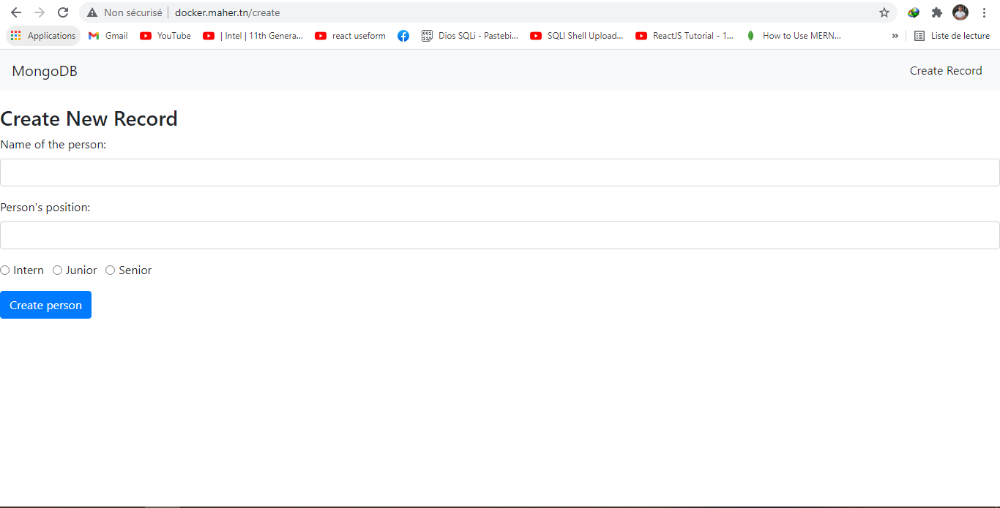 Non sécurisé | docker.maher.tn/create
Applications Gmail YouTube | Intel | 11th Genera... react useform Dios SQLi - Pastebi... SQLI Shell Upload... ReactJS Tutorial - 1... How to Use MERN... » Liste de lecture
MongoDB Create Record
Create New Record
Name of the person:
Person's position:
Intern Junior Senior
Create person